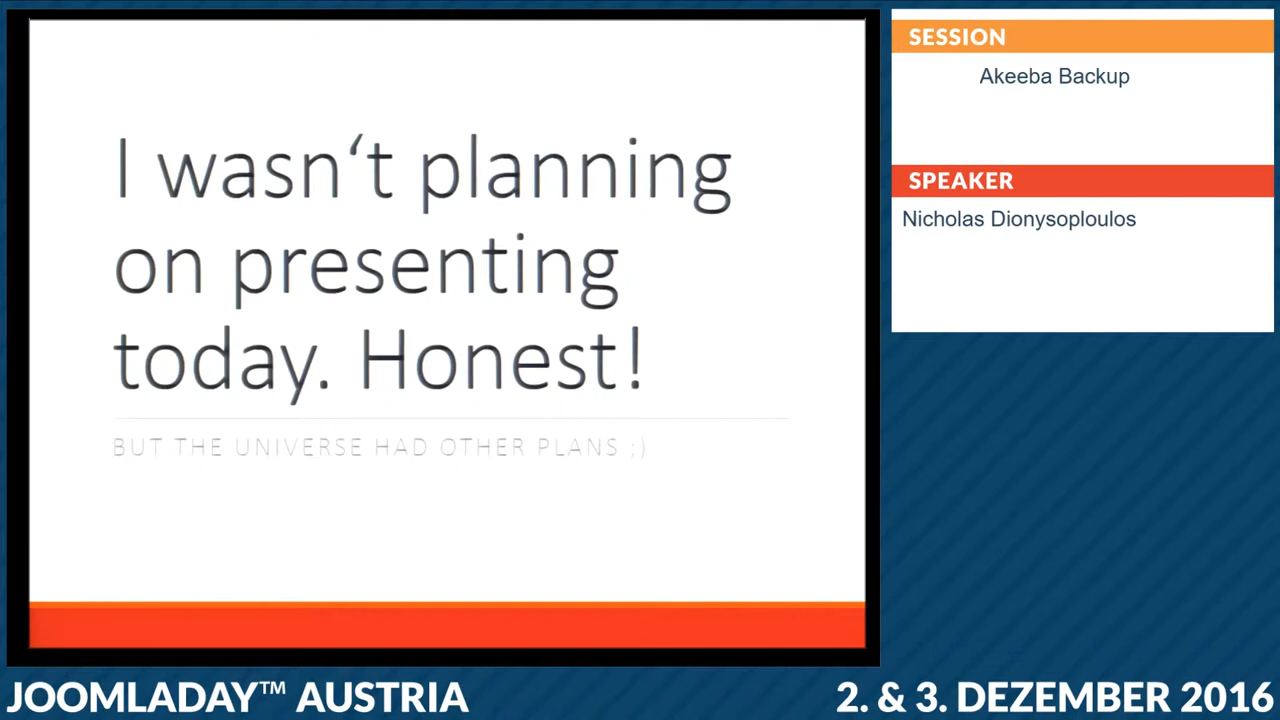 I wasn‘t planning
on presenting
today. Honest!
BUT THE UNIVERSE HAD OTHER PLANS ;)
SESSION
Akeeba Backup
SPEAKER
Nicholas Dionysoploulos
JOOMLADAY™ AUSTRIA
2. & 3. DEZEMBER 2016